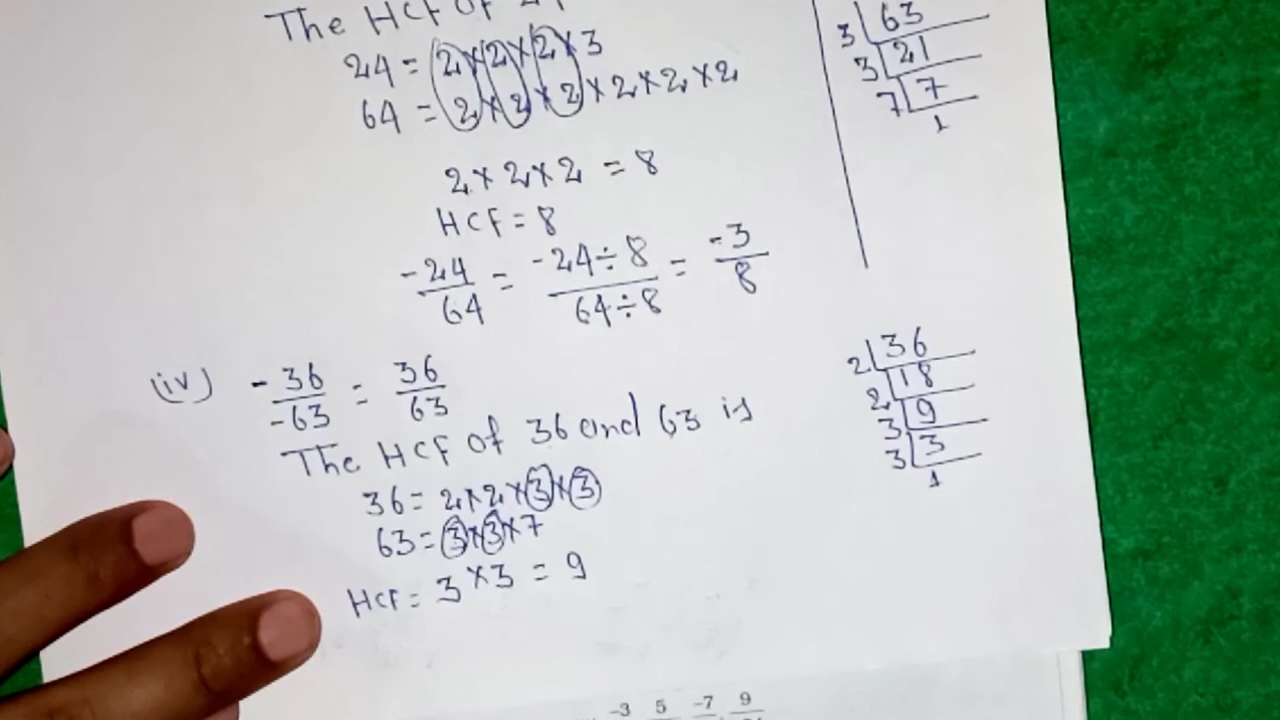 The HCF of
24 = 2 × 2 × 2 × 3
64 = 2 × 2 × 2 × 2 × 2 × 2
2 × 2 × 2 = 8
HCF = 8
-24/64 = -24÷8/64÷8 = -3/8
(iv) -36/-63 = 36/63
The HCF of 36 and 63 is
36 = 2 × 2 × 3 × 3
63 = 3 × 3 × 7
HCF = 3 × 3 = 9
3 | 63
3 | 21
7 | 7
1
2 | 36
2 | 18
3 | 9
3 | 3
1
-3 5 -7 9